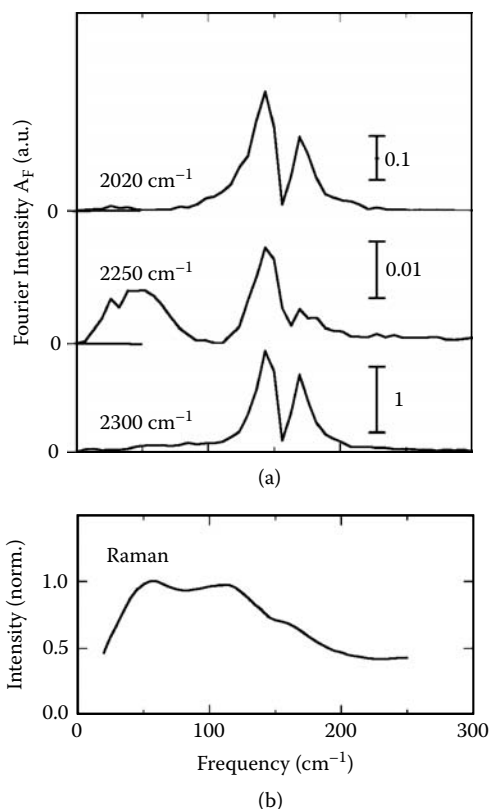 Fourier Intensity A_F (a.u.)
2020 cm⁻¹
0.1
0
2250 cm⁻¹
0.01
0
2300 cm⁻¹
1
0
(a)
Intensity (norm.)
Raman
1.0
0.5
0.0
0 100 200 300
Frequency (cm⁻¹)
(b)